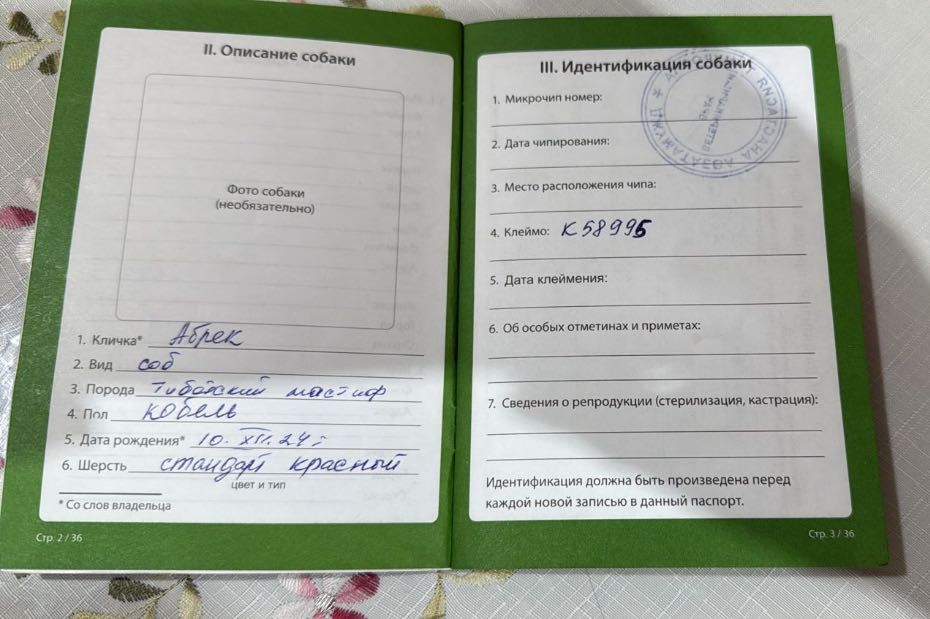 II. Описание собаки
Фото собаки
(необязательно)
1. Кличка* Абрек
2. Вид соб
3. Порода Тибетский мастиф
4. Пол кобель
5. Дата рождения* 10. XII. 24 г
6. Шерсть стандарт красный
цвет и тип
* Со слов владельца
Стр. 2 / 36
III. Идентификация собаки
1. Микрочип номер:
2. Дата чипирования:
3. Место расположения чипа:
4. Клеймо: К 58995
5. Дата клеймения:
6. Об особых отметинах и приметах:
7. Сведения о репродукции (стерилизация, кастрация):
Идентификация должна быть произведена перед
каждой новой записью в данный паспорт.
Стр. 3 / 36